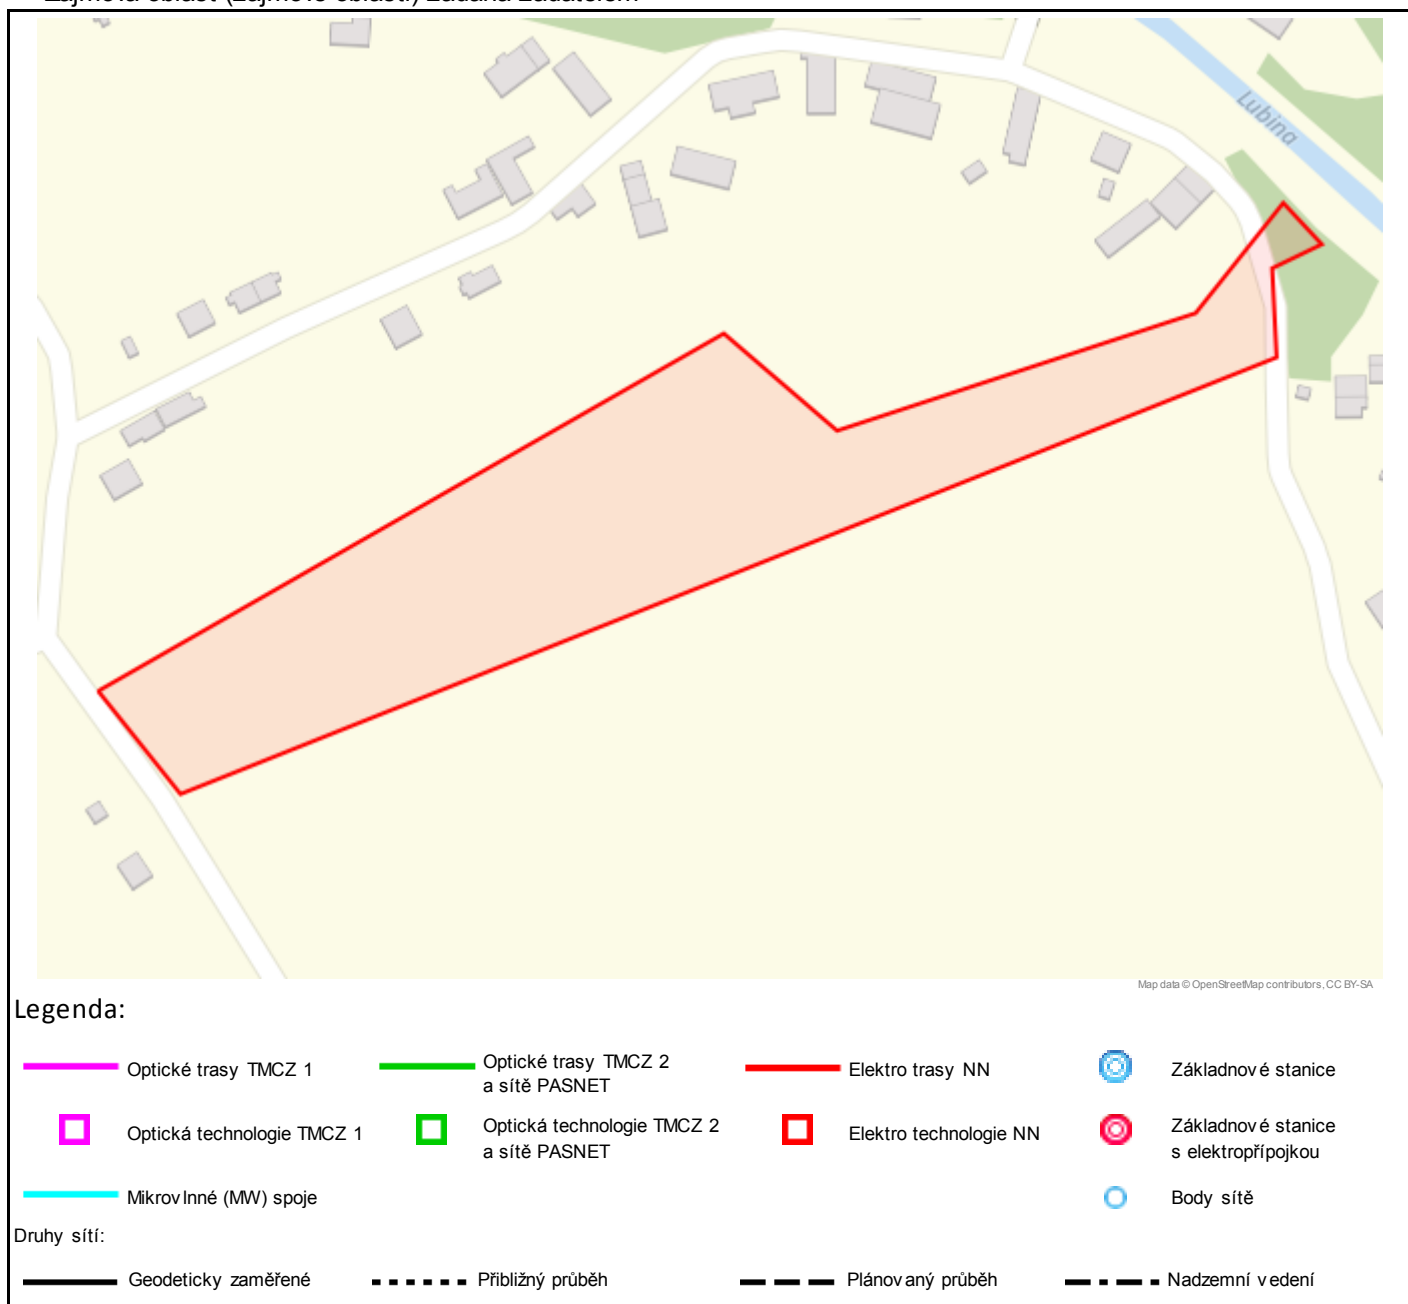 Lubina
Map data © OpenStreetMap contributors, CC BY-SA
Legenda:
Optické trasy TMCZ 1
Optické trasy TMCZ 2
a sítě PASNET
Elektro trasy NN
Základnové stanice
Optická technologie TMCZ 1
Optická technologie TMCZ 2
a sítě PASNET
Elektro technologie NN
Základnové stanice
s elektropřípojkou
Mikrovlnné (MW) spoje
Body sítě
Druhy sítí:
Geodeticky zaměřené
Přibližný průběh
Plánovaný průběh
Nadzemní vedení